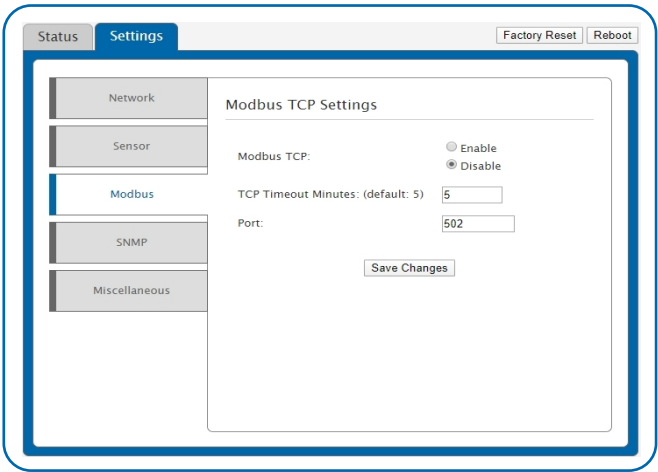 Status
Settings
Factory Reset
Reboot
Network
Sensor
Modbus
SNMP
Miscellaneous
Modbus TCP Settings
Modbus TCP:
Enable
Disable
TCP Timeout Minutes: (default: 5)
5
Port:
502
Save Changes